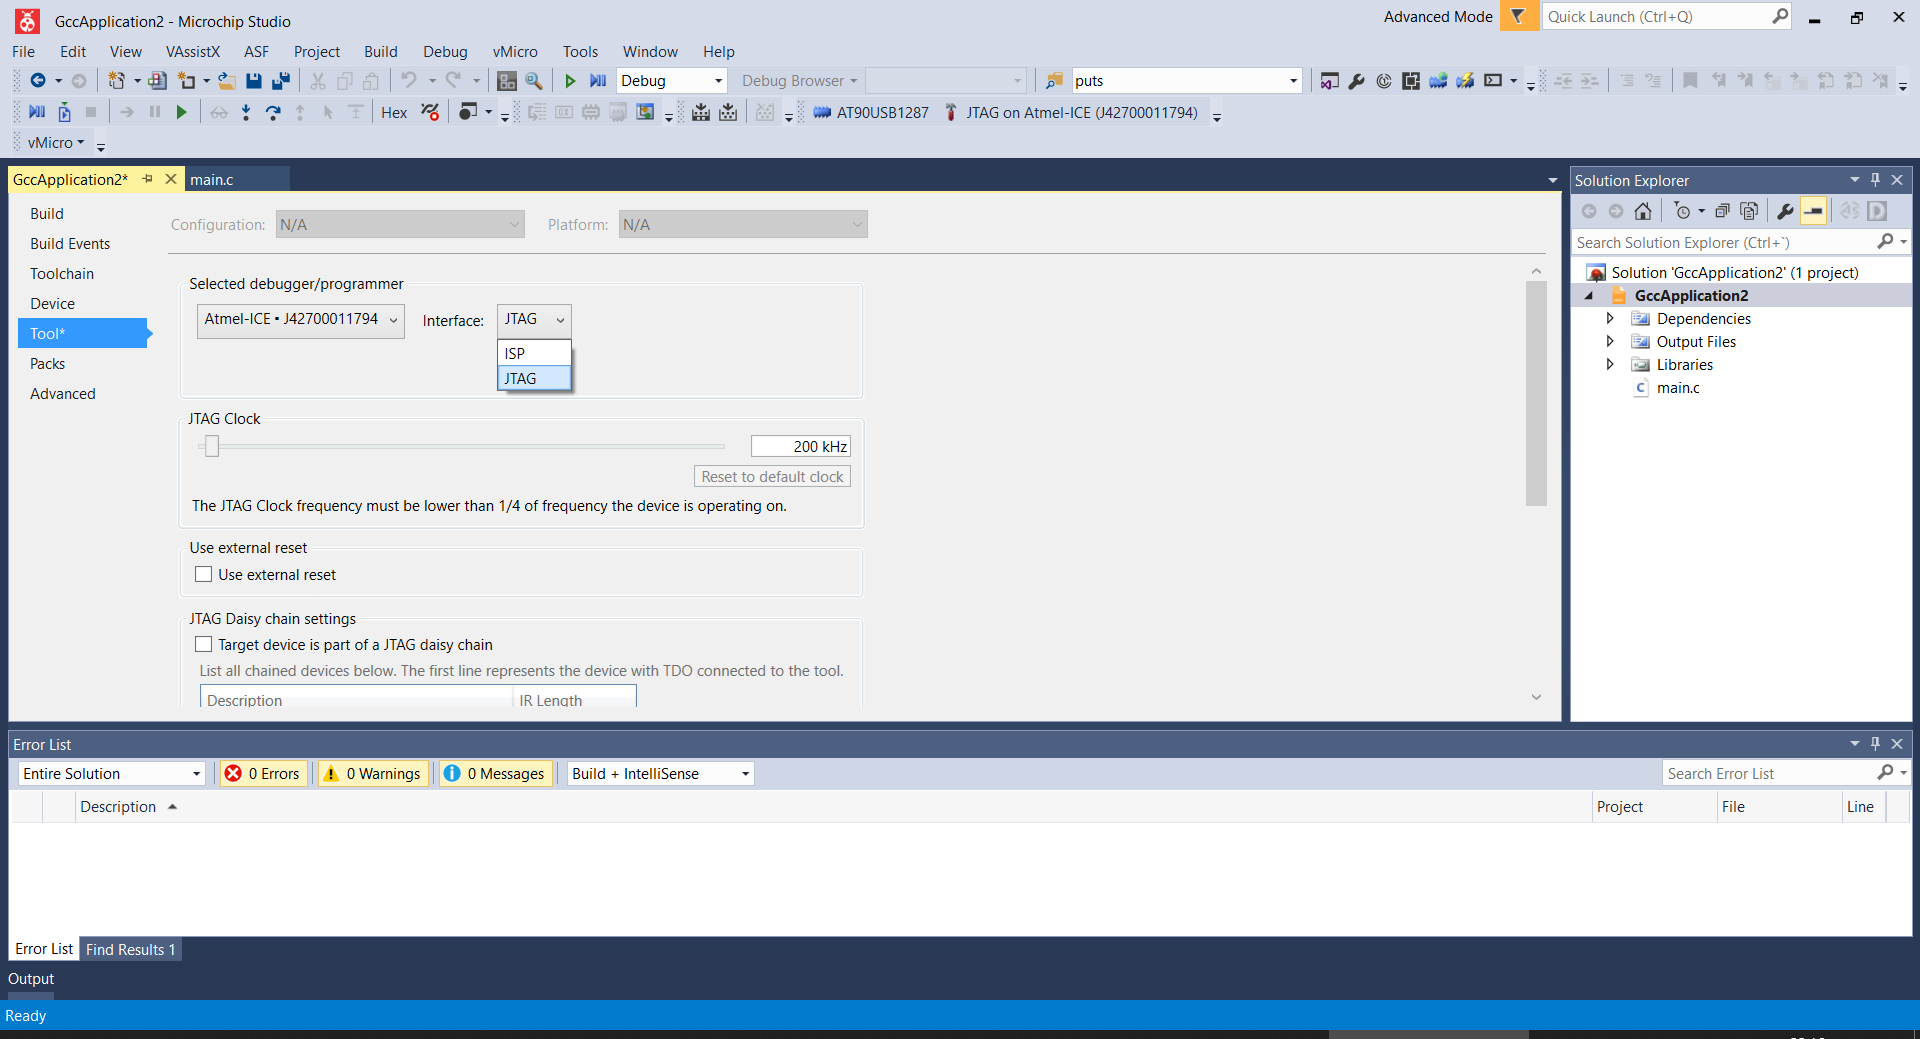 GccApplication2 - Microchip Studio
Advanced Mode
Quick Launch (Ctrl+Q)
File Edit View VAssistX ASF Project Build Debug vMicro Tools Window Help
Debug Debug Browser puts
Hex AT90USB1287 JTAG on Atmel-ICE (J42700011794)
vMicro
GccApplication2* main.c
Build
Build Events
Toolchain
Device
Tool*
Packs
Advanced
Configuration: N/A Platform: N/A
Selected debugger/programmer
Atmel-ICE • J42700011794 Interface: JTAG
ISP
JTAG
JTAG Clock
200 kHz
Reset to default clock
The JTAG Clock frequency must be lower than 1/4 of frequency the device is operating on.
Use external reset
Use external reset
JTAG Daisy chain settings
Target device is part of a JTAG daisy chain
List all chained devices below. The first line represents the device with TDO connected to the tool.
Description IR Length
Solution Explorer
Search Solution Explorer (Ctrl+`)
Solution 'GccApplication2' (1 project)
GccApplication2
Dependencies
Output Files
Libraries
main.c
Error List
Entire Solution 0 Errors 0 Warnings 0 Messages Build + IntelliSense Search Error List
Description Project File Line
Error List Find Results 1
Output
Ready